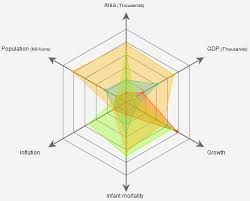 Area (Thousands)
Population (Millions)
GDP (Thousands)
Inflation
Growth
Infant mortality